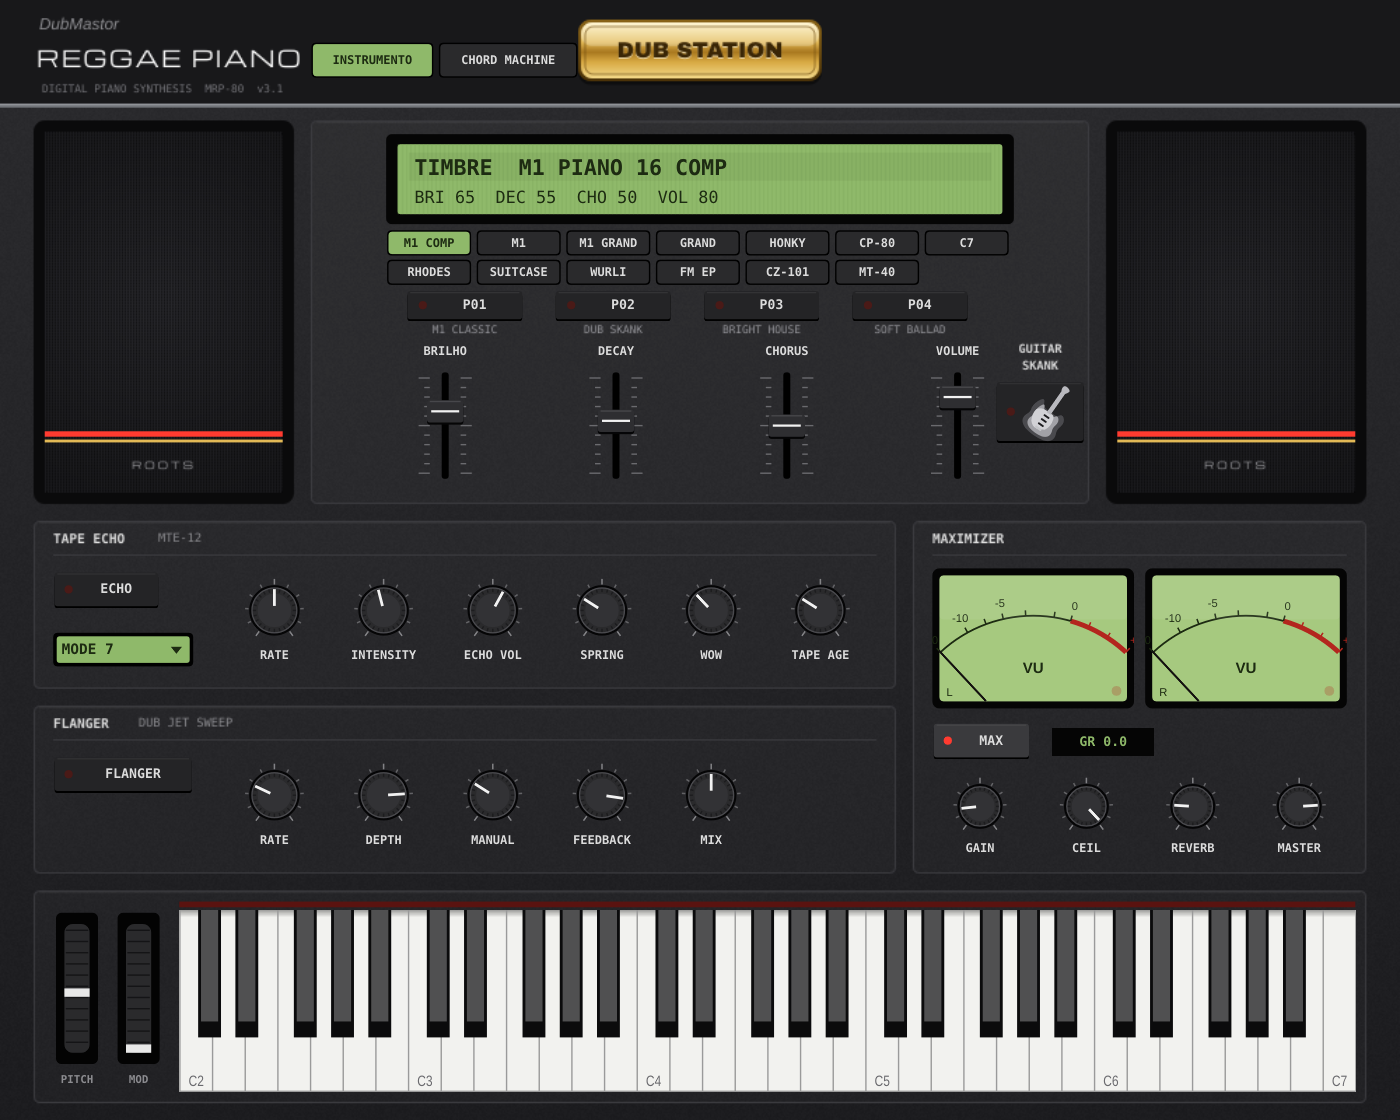 DubMastor
REGGAE PIANO
INSTRUMENTO
CHORD MACHINE
DUB STATION
DIGITAL PIANO SYNTHESIS MRP-80 v3.1
TIMBRE M1 PIANO 16 COMP
BRI 65 DEC 55 CHO 50 VOL 80
M1 COMP M1 M1 GRAND GRAND HONKY CP-80 C7
RHODES SUITCASE WURLI FM EP CZ-101 MT-40
P01 P02 P03 P04
M1 CLASSIC DUB SKANK BRIGHT HOUSE SOFT BALLAD
BRILHO DECAY CHORUS VOLUME
GUITAR
SKANK
ROOTS
ROOTS
TAPE ECHO MTE-12
ECHO
MODE 7
RATE INTENSITY ECHO VOL SPRING WOW TAPE AGE
FLANGER DUB JET SWEEP
FLANGER
RATE DEPTH MANUAL FEEDBACK MIX
MAXIMIZER
-10 -5 0
VU
L
-10 -5 0
VU
R
MAX GR 0.0
GAIN CEIL REVERB MASTER
PITCH MOD
C2 C3 C4 C5 C6 C7